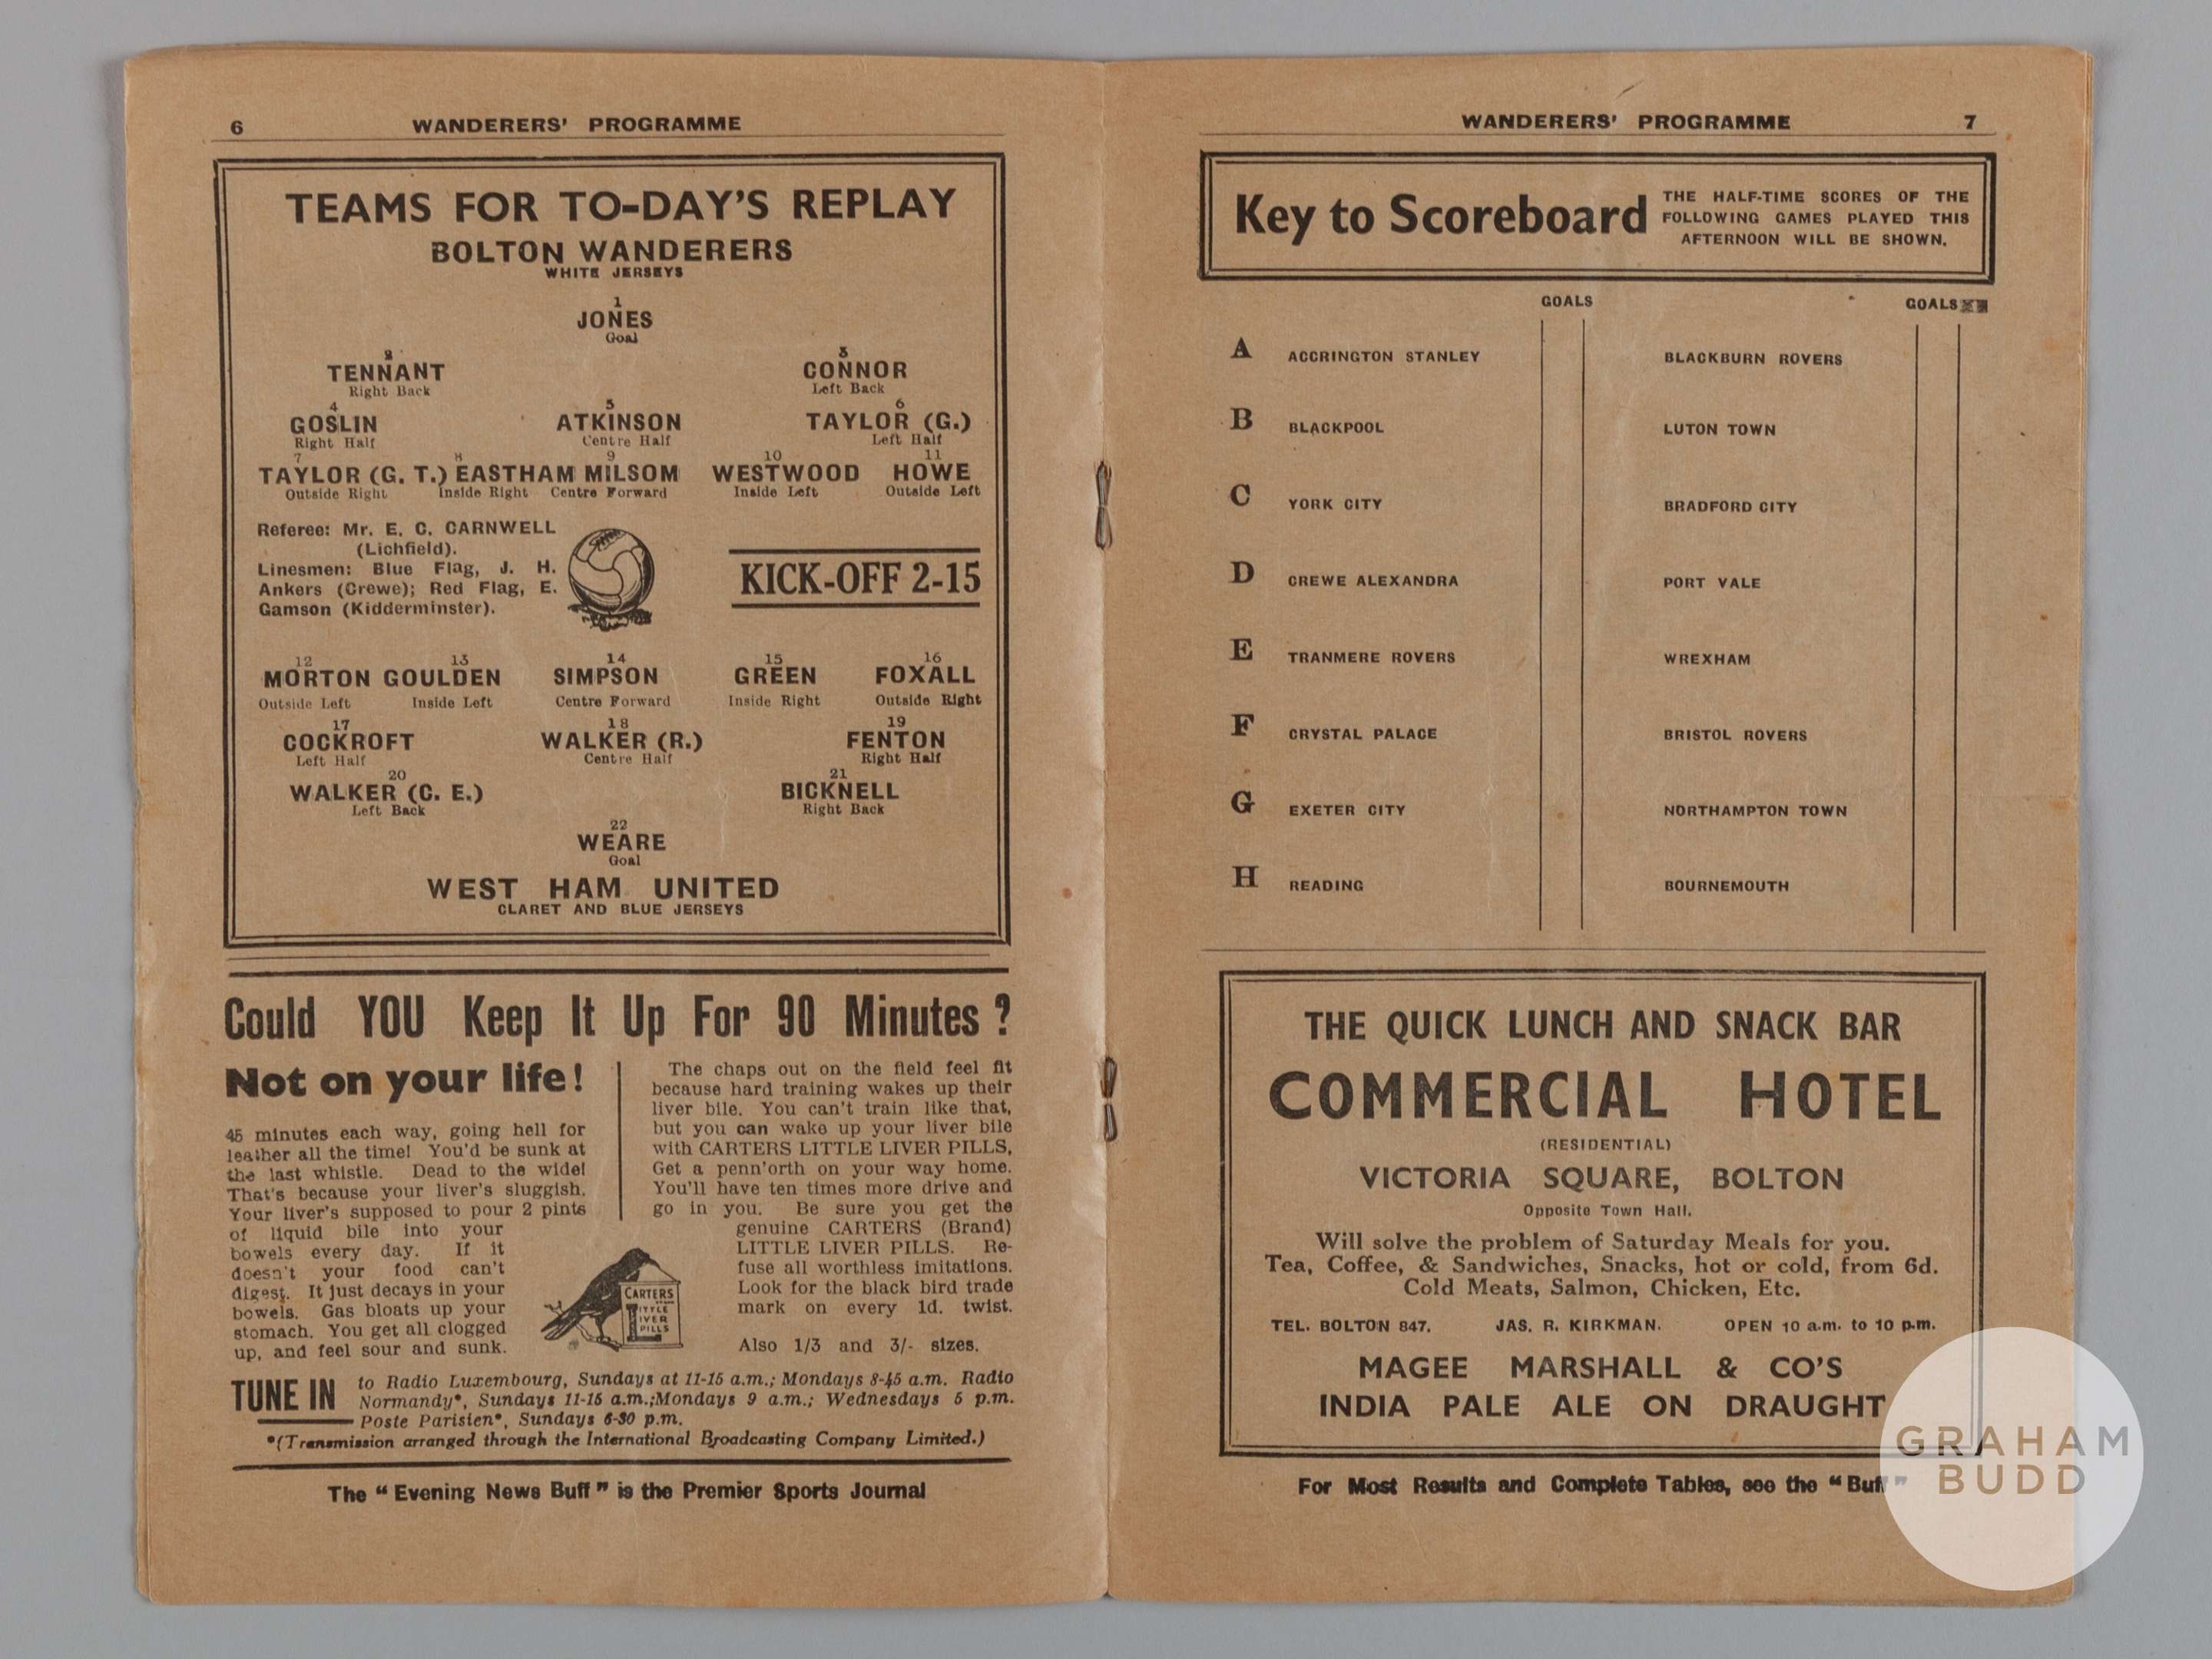 6 WANDERERS' PROGRAMME
TEAMS FOR TO-DAY'S REPLAY
BOLTON WANDERERS
WHITE JERSEYS
1
JONES
Goal
2 3
TENNANT CONNOR
Right Back Left Back
4 5 6
GOSLIN ATKINSON TAYLOR (G.)
Right Half Centre Half Left Half
7 8 9 10 11
TAYLOR (G. T.) EASTHAM MILSOM WESTWOOD HOWE
Outside Right Inside Right Centre Forward Inside Left Outside Left
Referee: Mr. E. C. CARNWELL
(Lichfield).
Linesmen: Blue Flag, J. H.
Ankers (Crewe); Red Flag, E.
Gamson (Kidderminster).
KICK-OFF 2-15
12 13 14 15 16
MORTON GOULDEN SIMPSON GREEN FOXALL
Outside Left Inside Left Centre Forward Inside Right Outside Right
17 18 19
COCKROFT WALKER (R.) FENTON
Left Half Centre Half Right Half
20 21
WALKER (C. E.) BICKNELL
Left Back Right Back
22
WEARE
Goal
WEST HAM UNITED
CLARET AND BLUE JERSEYS
Could YOU Keep It Up For 90 Minutes ?
Not on your life!
45 minutes each way, going hell for
leather all the time! You'd be sunk at
the last whistle. Dead to the wide!
That's because your liver's sluggish.
Your liver's supposed to pour 2 pints
of liquid bile into your
bowels every day. If it
doesn't your food can't
digest. It just decays in your
bowels. Gas bloats up your
stomach. You get all clogged
up, and feel sour and sunk.
The chaps out on the field feel fit
because hard training wakes up their
liver bile. You can't train like that,
but you can wake up your liver bile
with CARTERS LITTLE LIVER PILLS,
Get a penn'orth on your way home.
You'll have ten times more drive and
go in you. Be sure you get the
genuine CARTERS (Brand)
LITTLE LIVER PILLS. Re-
fuse all worthless imitations.
Look for the black bird trade
mark on every 1d. twist.
Also 1/3 and 3/- sizes.
CARTERS
LITTLE
LIVER
PILLS
TUNE IN to Radio Luxembourg, Sundays at 11-15 a.m.; Mondays 8-45 a.m. Radio
Normandy*, Sundays 11-15 a.m.;Mondays 9 a.m.; Wednesdays 5 p.m.
Poste Parisien*, Sundays 6-30 p.m.
*(Transmission arranged through the International Broadcasting Company Limited.)
The "Evening News Buff" is the Premier Sports Journal
WANDERERS' PROGRAMME 7
Key to Scoreboard
THE HALF-TIME SCORES OF THE
FOLLOWING GAMES PLAYED THIS
AFTERNOON WILL BE SHOWN.
GOALS GOALS
A ACCRINGTON STANLEY BLACKBURN ROVERS
B BLACKPOOL LUTON TOWN
C YORK CITY BRADFORD CITY
D CREWE ALEXANDRA PORT VALE
E TRANMERE ROVERS WREXHAM
F CRYSTAL PALACE BRISTOL ROVERS
G EXETER CITY NORTHAMPTON TOWN
H READING BOURNEMOUTH
THE QUICK LUNCH AND SNACK BAR
COMMERCIAL HOTEL
(RESIDENTIAL)
VICTORIA SQUARE, BOLTON
Opposite Town Hall.
Will solve the problem of Saturday Meals for you.
Tea, Coffee, & Sandwiches, Snacks, hot or cold, from 6d.
Cold Meats, Salmon, Chicken, Etc.
TEL. BOLTON 847. JAS. R. KIRKMAN. OPEN 10 a.m. to 10 p.m.
MAGEE MARSHALL & CO'S
INDIA PALE ALE ON DRAUGHT
For Most Results and Complete Tables, see the "Buff"
GRAHAM
BUDD